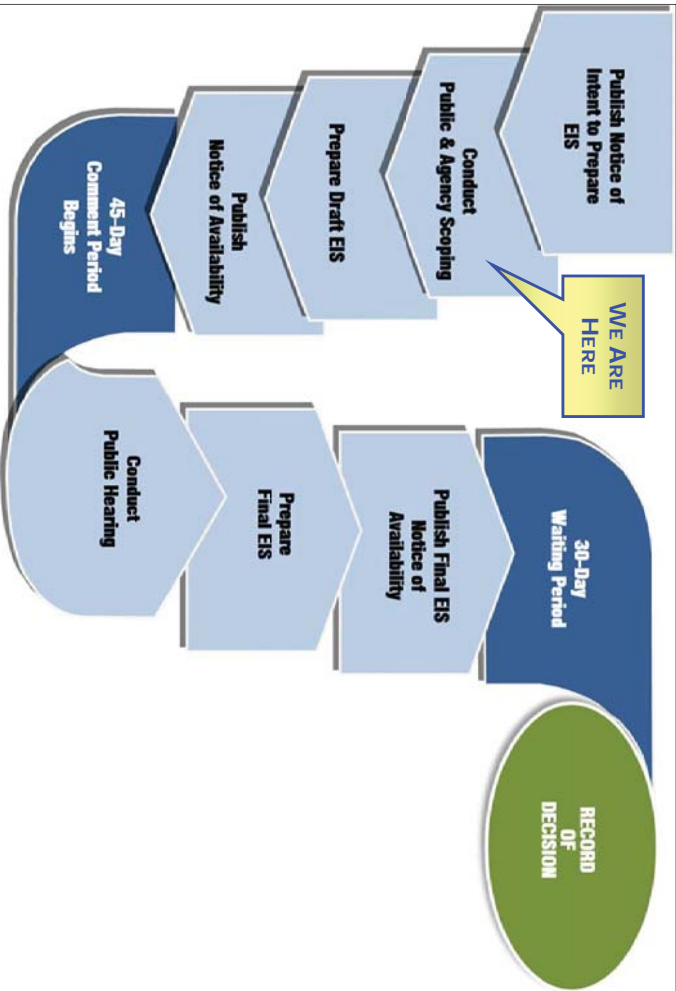 Publish Notice of
Intent to Prepare
EIS
Conduct
Public & Agency Scoping
WE ARE
HERE
Prepare Draft EIS
Publish
Notice of Availability
45-Day
Comment Period
Begins
Conduct
Public Hearing
Prepare
Final EIS
Publish Final EIS
Notice of
Availability
30-Day
Waiting Period
RECORD
OF
DECISION